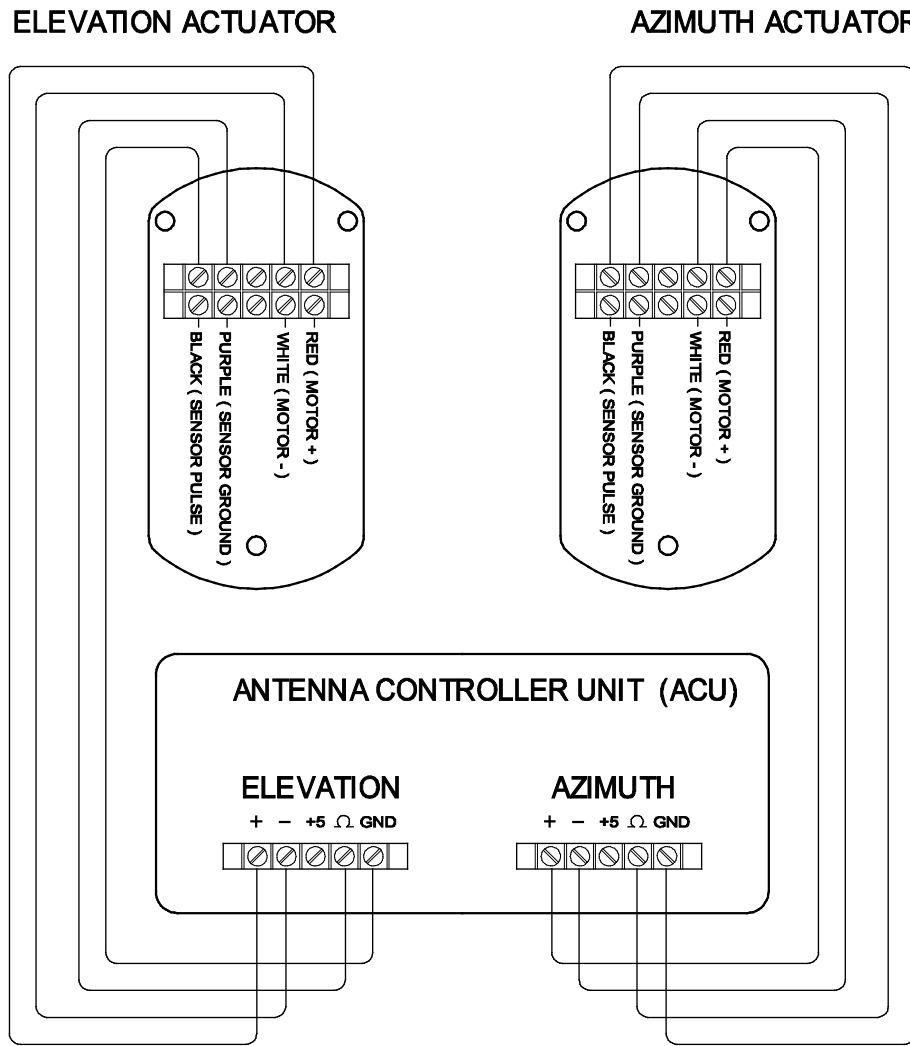 ELEVATION ACTUATOR
AZIMUTH ACTUATOR
BLACK ( SENSOR PULSE )
PURPLE ( SENSOR GROUND )
WHITE ( MOTOR - )
RED ( MOTOR + )
BLACK ( SENSOR PULSE )
PURPLE ( SENSOR GROUND )
WHITE ( MOTOR - )
RED ( MOTOR + )
ANTENNA CONTROLLER UNIT (ACU)
ELEVATION
+ − +5 Ω GND
AZIMUTH
+ − +5 Ω GND